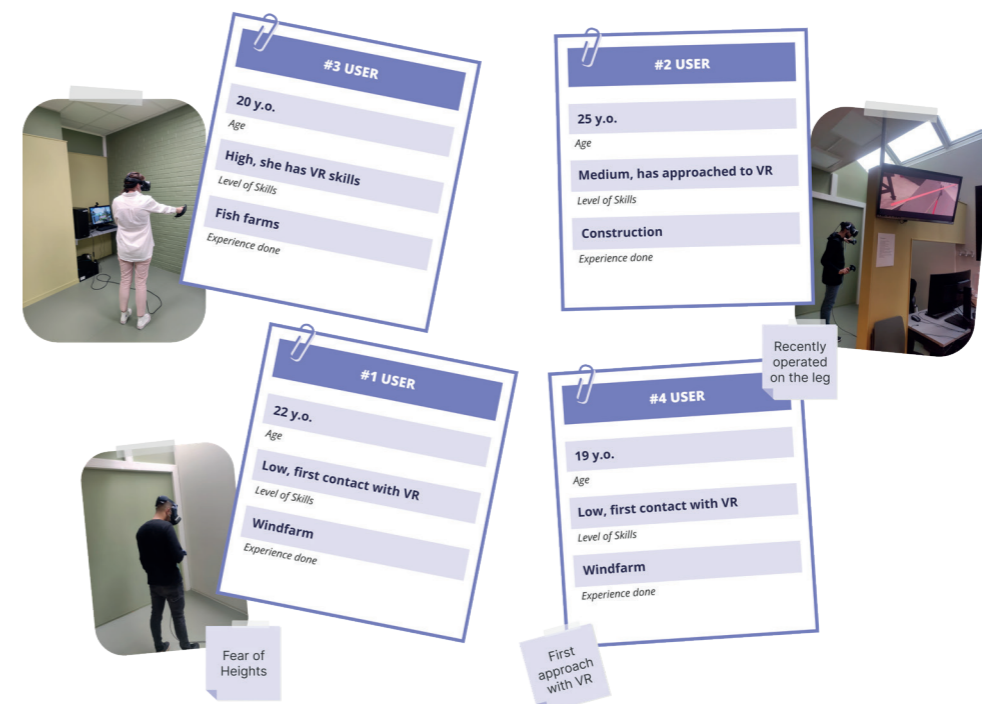 #3 USER
20 y.o.
Age
High, she has VR skills
Level of Skills
Fish farms
Experience done
#2 USER
25 y.o.
Age
Medium, has approached to VR
Level of Skills
Construction
Experience done
Recently
operated
on the leg
#1 USER
22 y.o.
Age
Low, first contact with VR
Level of Skills
Windfarm
Experience done
Fear of
Heights
#4 USER
19 y.o.
Age
Low, first contact with VR
Level of Skills
Windfarm
Experience done
First
approach
with VR